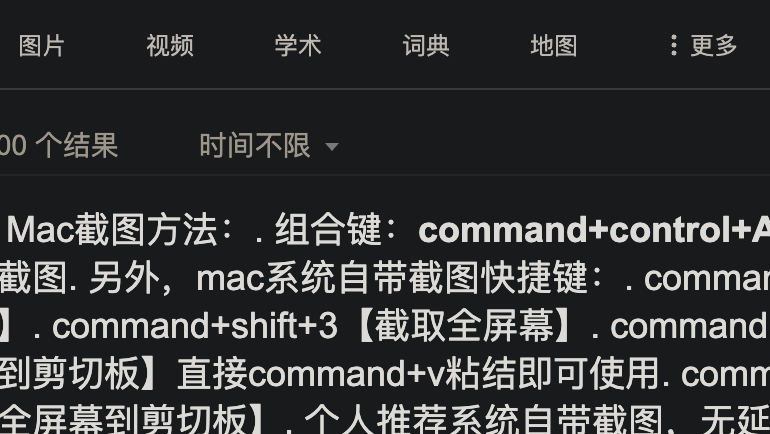 图片 视频 学术 词典 地图 更多
00 个结果 时间不限
Mac截图方法：. 组合键：command+control+A
截图. 另外，mac系统自带截图快捷键：. comman
】. command+shift+3【截取全屏幕】. command
到剪切板】直接command+v粘结即可使用. comm
全屏幕到剪切板】. 个人推荐系统自带截图，无延